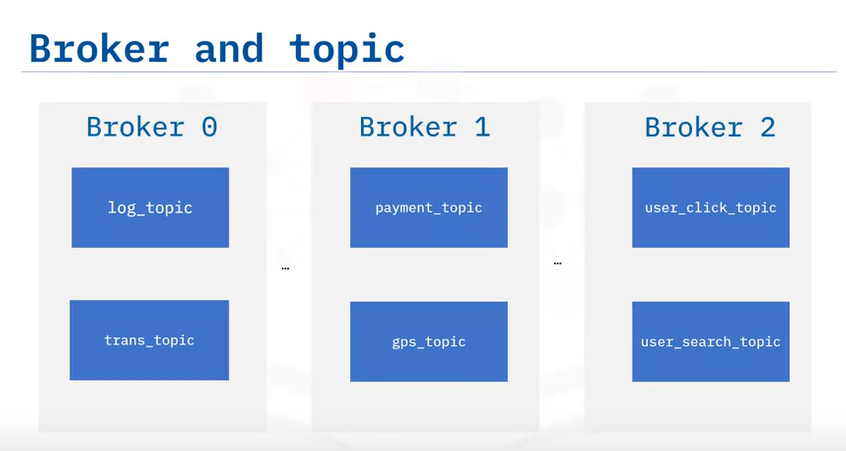 Broker and topic
Broker 0
Broker 1
Broker 2
log_topic
payment_topic
user_click_topic
…
…
trans_topic
gps_topic
user_search_topic